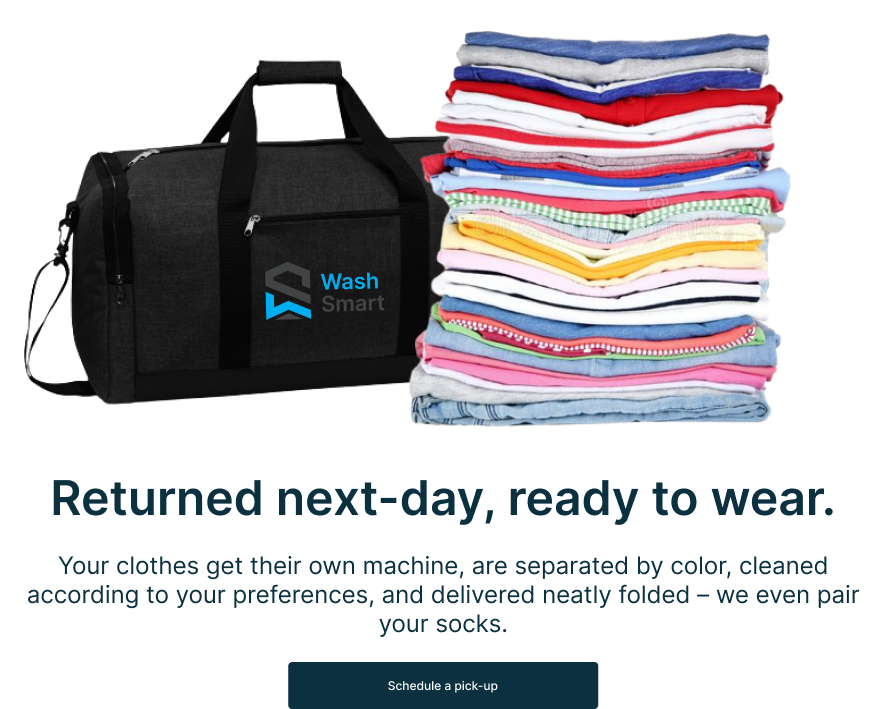 Wash
Smart
Returned next-day, ready to wear.
Your clothes get their own machine, are separated by color, cleaned
according to your preferences, and delivered neatly folded – we even pair
your socks.
Schedule a pick-up